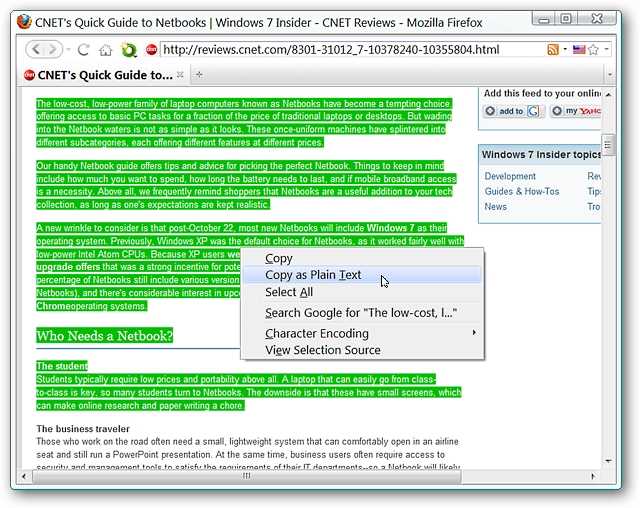 CNET's Quick Guide to Netbooks | Windows 7 Insider - CNET Reviews - Mozilla Firefox
http://reviews.cnet.com/8301-31012_7-10378240-10355804.html
CNET's Quick Guide to...
The low-cost, low-power family of laptop computers known as Netbooks have become a tempting choice,
offering access to basic PC tasks for a fraction of the price of traditional laptops or desktops. But wading
into the Netbook waters is not as simple as it looks. These once-uniform machines have splintered into
different subcategories, each offering different features at different prices.
Our handy Netbook guide offers tips and advice for picking the perfect Netbook. Things to keep in mind
include how much you want to spend, how long the battery needs to last, and if mobile broadband access
is a necessity. Above all, we frequently remind shoppers that Netbooks are a useful addition to your tech
collection, as long as one's expectations are kept realistic.
A new wrinkle to consider is that post-October 22, most new Netbooks will include Windows 7 as their
operating system. Previously, Windows XP was the default choice for Netbooks, as it worked fairly well with
low-power Intel Atom CPUs. Because XP users we
upgrade offers that was a strong incentive for pote
percentage of Netbooks still include various version
Netbooks), and there's considerable interest in upco
Chromeoperating systems.
Who Needs a Netbook?
The student
Students typically require low prices and portability above all. A laptop that can easily go from class-
to-class is key, so many students turn to Netbooks. The downside is that these have small screens, which
can make online research and paper writing a chore.
The business traveler
Those who work on the road often need a small, lightweight system that can comfortably open in an airline
seat and still run a PowerPoint presentation. At the same time, business users often require access to
security and management tools to satisfy the requirements of their IT departments--so a Netbook will likely
Copy
Copy as Plain Text
Select All
Search Google for "The low-cost, l..."
Character Encoding
View Selection Source
Add this feed to your online
add to G
my YAHOO
Windows 7 Insider topics
Development Rev
Guides & How-Tos Tips
News Tro